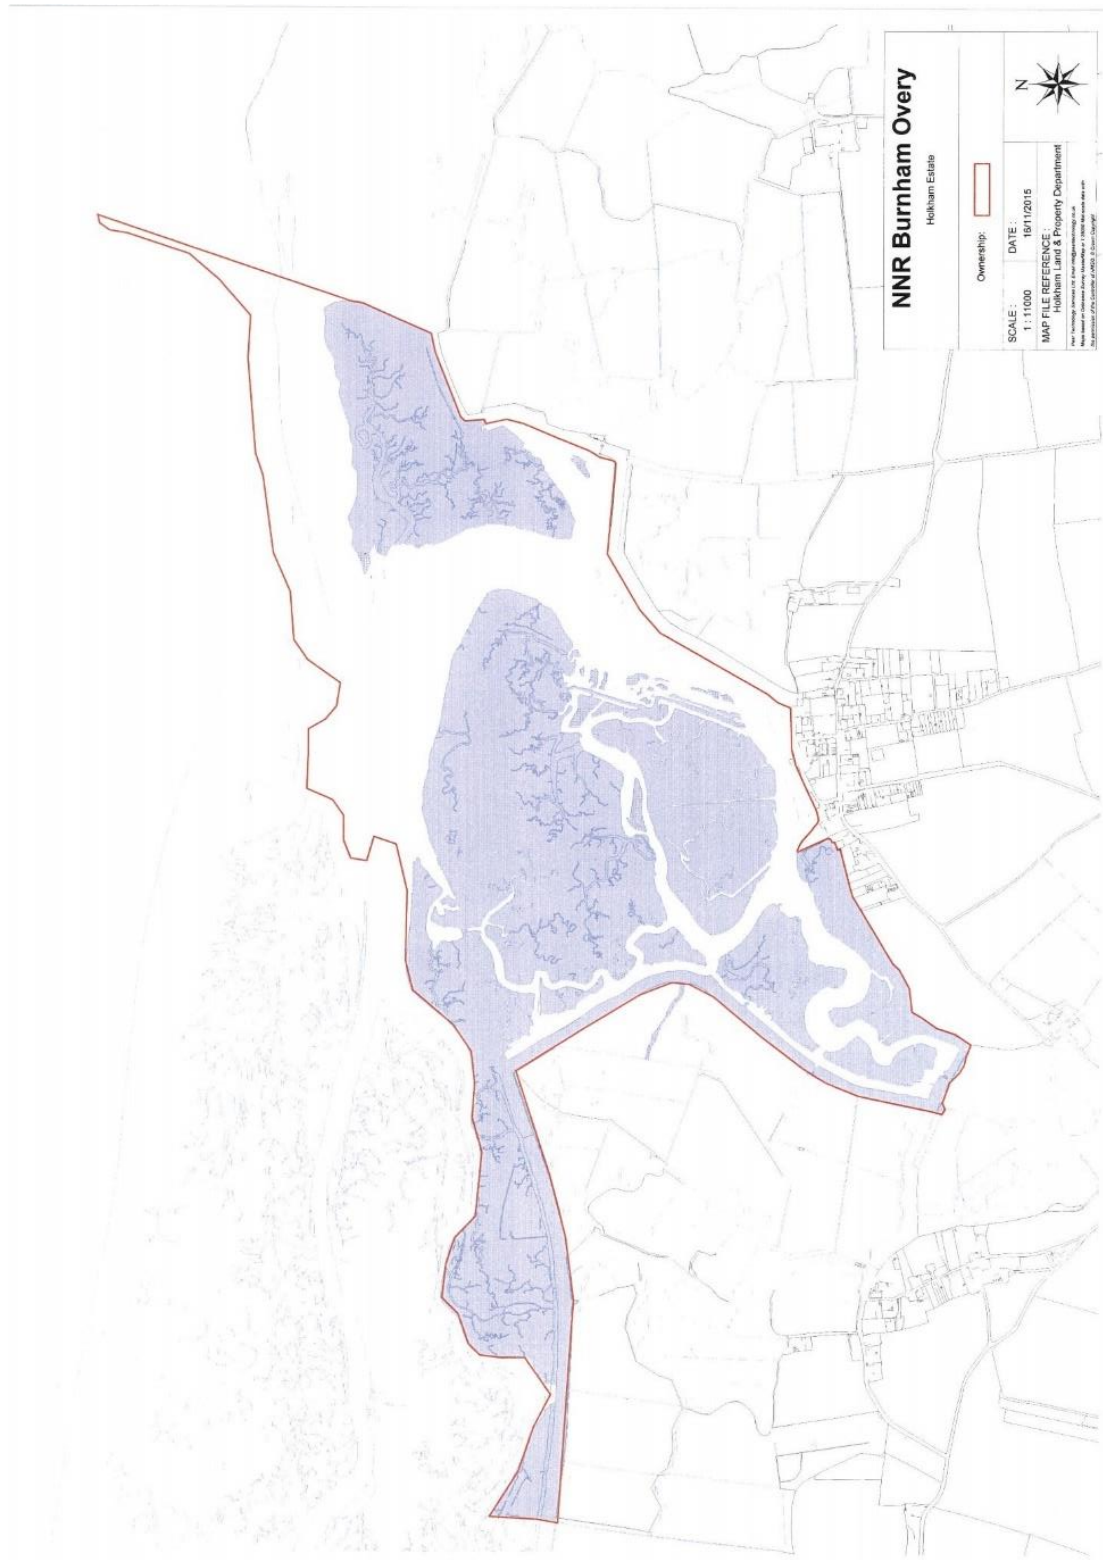 NNR Burnham Overy
Holkham Estate
Ownership:
SCALE :
1 : 11000
DATE :
16/11/2015
N
MAP FILE REFERENCE :
Holkham Land & Property Department